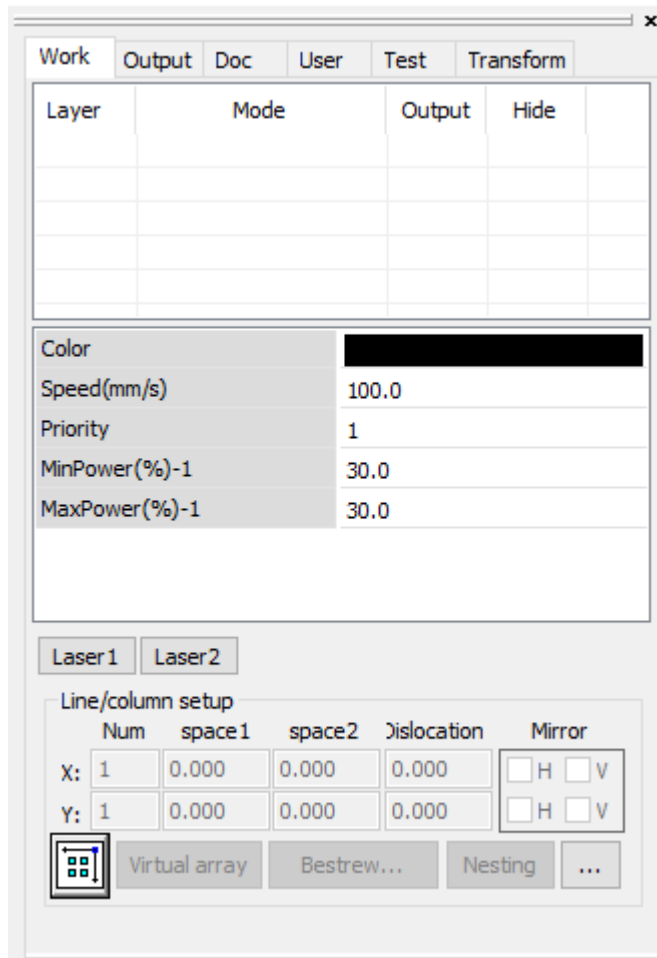 Work Output Doc User Test Transform
Layer Mode Output Hide
Color
Speed(mm/s) 100.0
Priority 1
MinPower(%)-1 30.0
MaxPower(%)-1 30.0
Laser1 Laser2
Line/column setup
Num space1 space2 Dislocation Mirror
X: 1 0.000 0.000 0.000 H V
Y: 1 0.000 0.000 0.000 H V
Virtual array Bestrew... Nesting ...